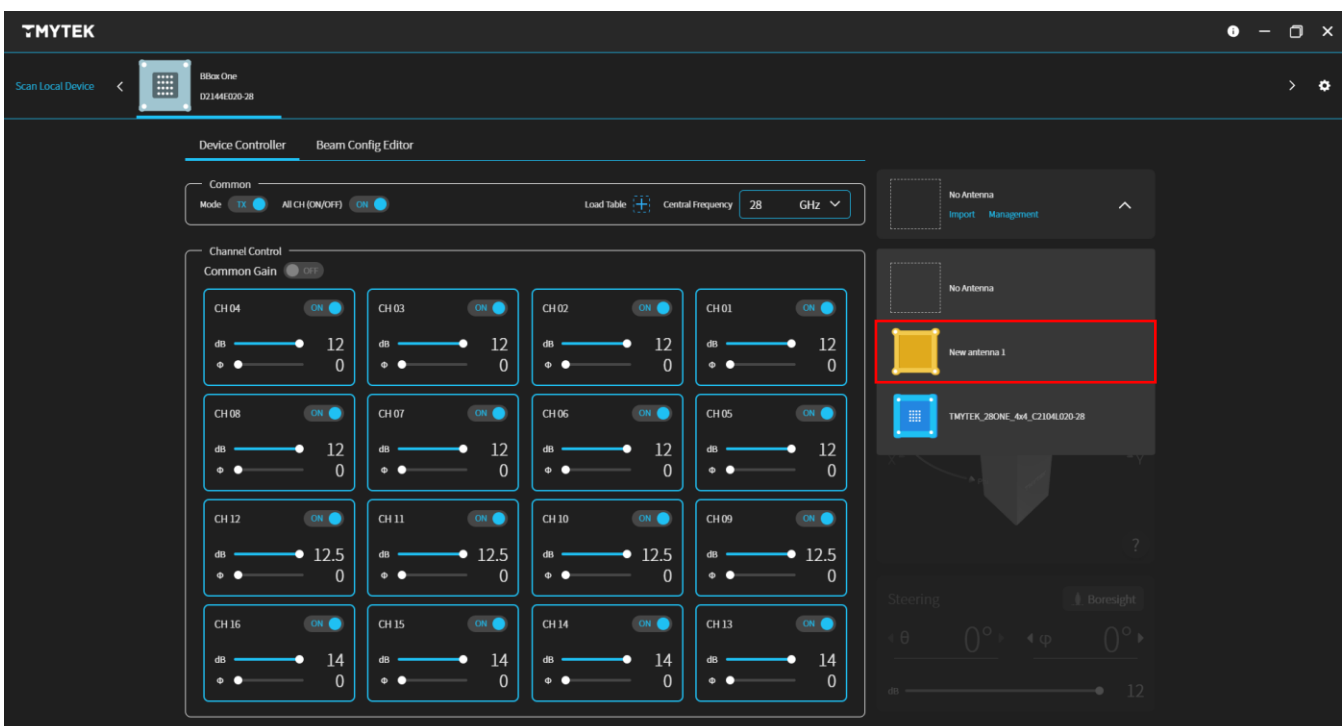 TMYTEK
Scan Local Device
BBox One
D2144E020-28
Device Controller Beam Config Editor
Common
Mode TX All CH (ON/OFF) ON Load Table Central Frequency 28 GHz
No Antenna
Import Management
Channel Control
Common Gain OFF
CH 04 ON CH 03 ON CH 02 ON CH 01 ON
dB 12 dB 12 dB 12 dB 12
Φ 0 Φ 0 Φ 0 Φ 0
CH 08 ON CH 07 ON CH 06 ON CH 05 ON
dB 12 dB 12 dB 12 dB 12
Φ 0 Φ 0 Φ 0 Φ 0
CH 12 ON CH 11 ON CH 10 ON CH 09 ON
dB 12.5 dB 12.5 dB 12.5 dB 12.5
Φ 0 Φ 0 Φ 0 Φ 0
CH 16 ON CH 15 ON CH 14 ON CH 13 ON
dB 14 dB 14 dB 14 dB 14
Φ 0 Φ 0 Φ 0 Φ 0
No Antenna
New antenna 1
TMYTEK_28ONE_4x4_C2104L020-28
?
Steering Boresight
θ 0° φ 0°
dB 12